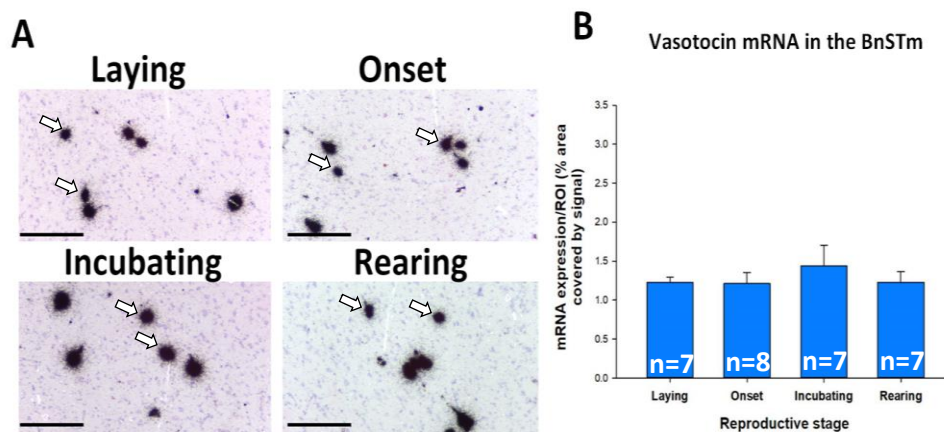 A
Laying
Onset
Incubating
Rearing
B
Vasotocin mRNA in the BnSTm
mRNA expression/ROI (% area
covered by signal)
3.5
3.0
2.5
2.0
1.5
1.0
0.5
0.0
n=7
n=8
n=7
n=7
Laying
Onset
Incubating
Rearing
Reproductive stage